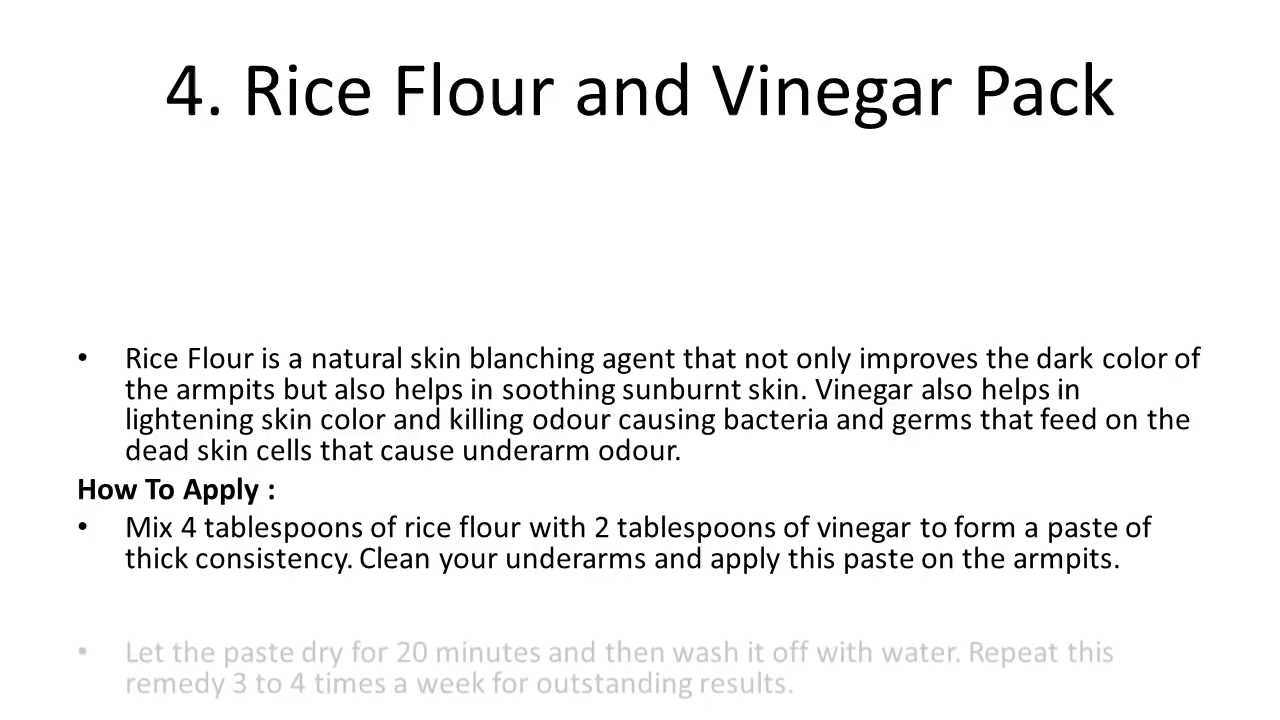 4. Rice Flour and Vinegar Pack
• Rice Flour is a natural skin blanching agent that not only improves the dark color of
the armpits but also helps in soothing sunburnt skin. Vinegar also helps in
lightening skin color and killing odour causing bacteria and germs that feed on the
dead skin cells that cause underarm odour.
How To Apply :
• Mix 4 tablespoons of rice flour with 2 tablespoons of vinegar to form a paste of
thick consistency. Clean your underarms and apply this paste on the armpits.
• Let the paste dry for 20 minutes and then wash it off with water. Repeat this
remedy 3 to 4 times a week for outstanding results.